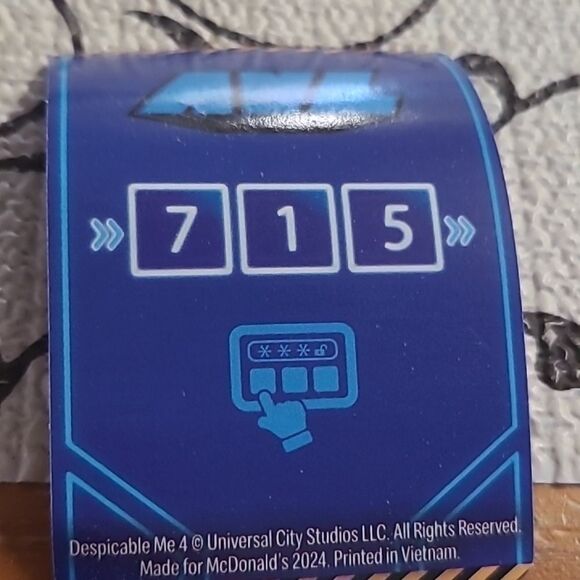 AVL
7 1 5
* * *
Despicable Me 4 © Universal City Studios LLC. All Rights Reserved.
Made for McDonald's 2024. Printed in Vietnam.